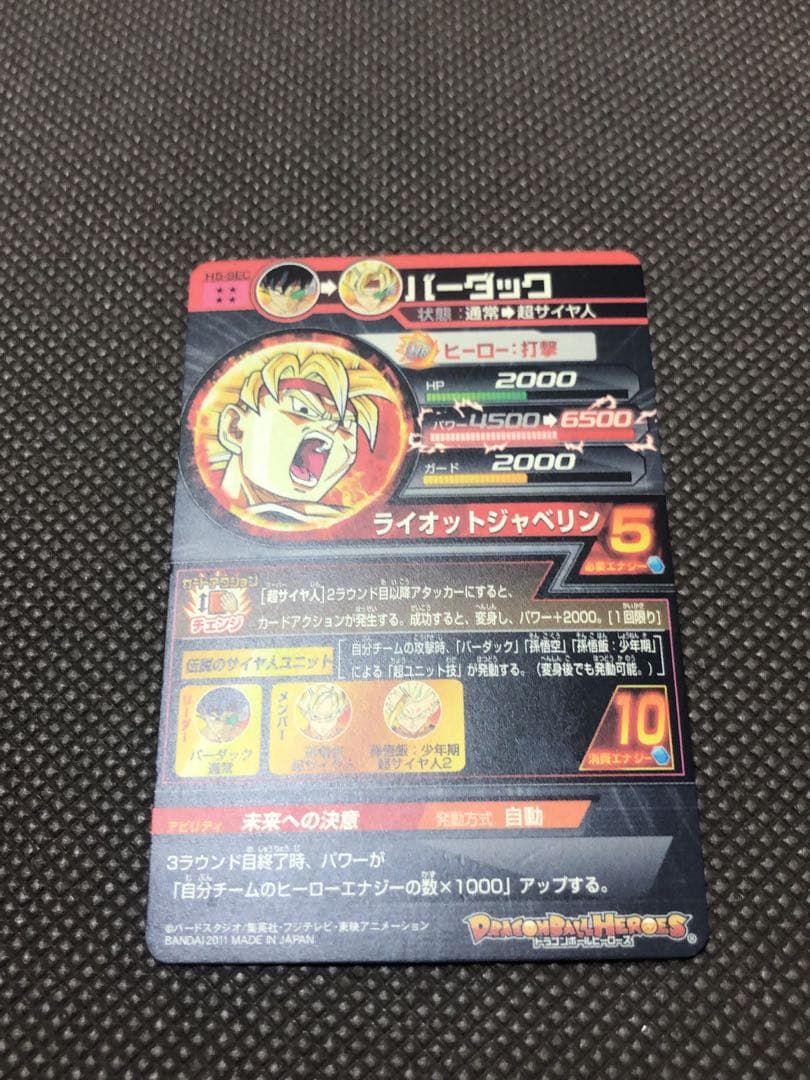 H5-SEC
バーダック
状態:通常➡超サイヤ人
ヒーロー:打撃
HP 2000
パワー 4500➡6500
ガード 2000
ライオットジャベリン 5
必要エナジー
カードアクション
チェンジ
[超サイヤ人]2ラウンド目以降アタッカーにすると、
カードアクションが発生する。成功すると、変身し、パワー+2000。[1回限り]
伝説のサイヤ人ユニット
自分チームの攻撃時、「バーダック」「孫悟空」「孫悟飯:少年期」
による「超ユニット技」が発動する。(変身後でも発動可能。)
リーダー
バーダック
通常
メンバー
孫悟飯:少年期
超サイヤ人2
10
消費エナジー
アビリティ 未来への決意 発動方式 自動
3ラウンド目終了時、パワーが
「自分チームのヒーローエナジーの数×1000」アップする。
©バードスタジオ/集英社・フジテレビ・東映アニメーション
BANDAI 2011 MADE IN JAPAN
DRAGONBALL HEROES®
ドラゴンボールヒーローズ